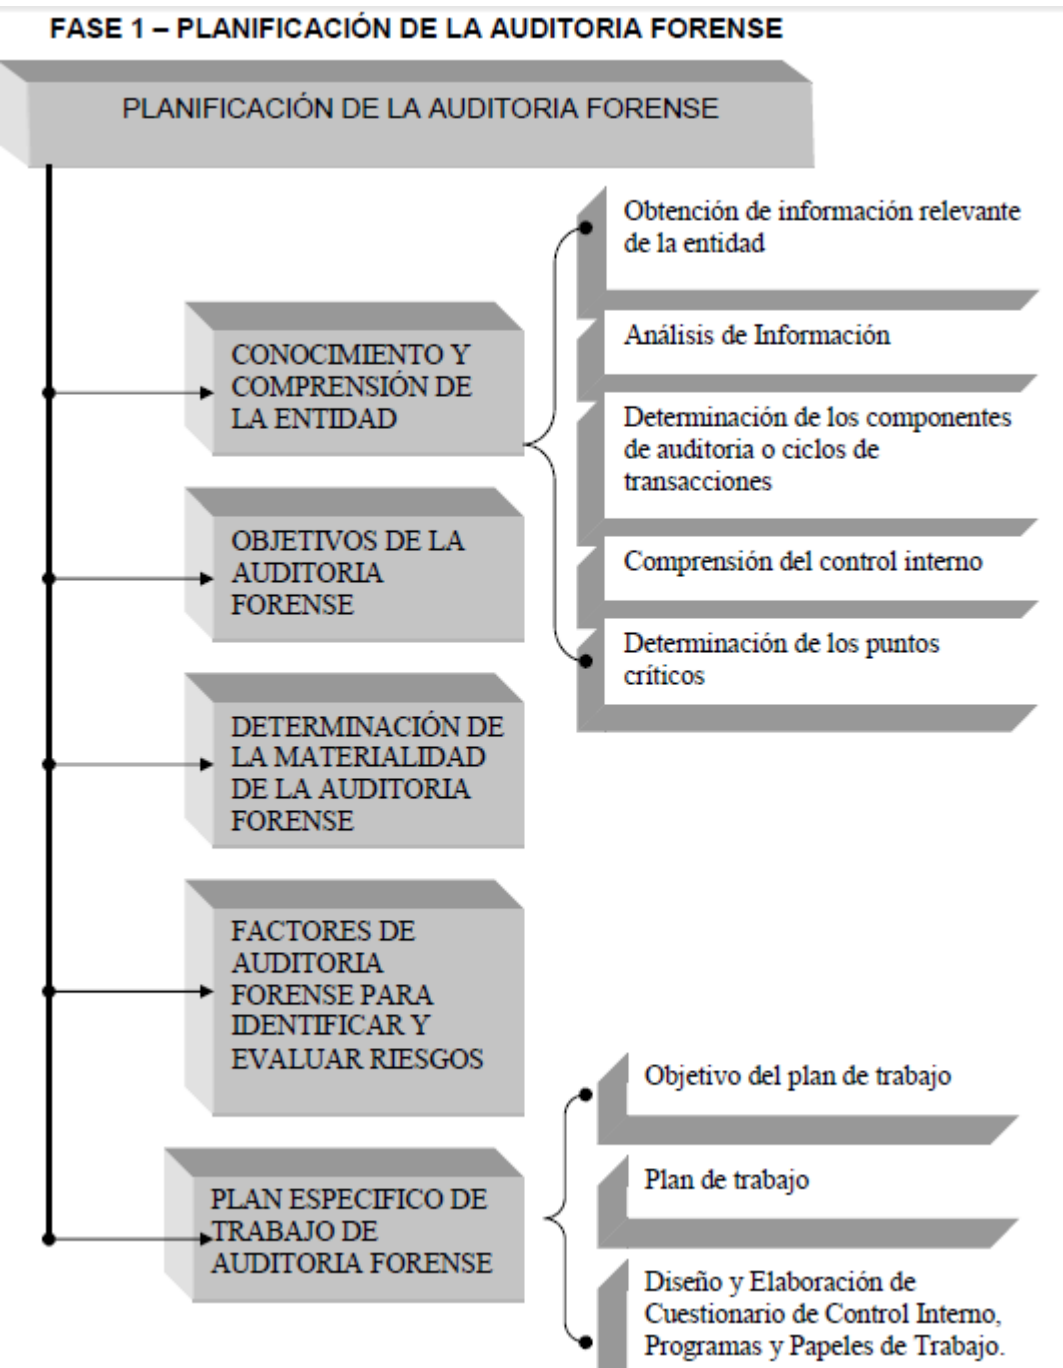 FASE 1 – PLANIFICACIÓN DE LA AUDITORIA FORENSE
PLANIFICACIÓN DE LA AUDITORIA FORENSE
CONOCIMIENTO Y
COMPRENSIÓN DE
LA ENTIDAD
Obtención de información relevante
de la entidad
Análisis de Información
Determinación de los componentes
de auditoria o ciclos de
transacciones
Comprensión del control interno
Determinación de los puntos
críticos
OBJETIVOS DE LA
AUDITORIA
FORENSE
DETERMINACIÓN DE
LA MATERIALIDAD
DE LA AUDITORIA
FORENSE
FACTORES DE
AUDITORIA
FORENSE PARA
IDENTIFICAR Y
EVALUAR RIESGOS
PLAN ESPECIFICO DE
TRABAJO DE
AUDITORIA FORENSE
Objetivo del plan de trabajo
Plan de trabajo
Diseño y Elaboración de
Cuestionario de Control Interno,
Programas y Papeles de Trabajo.